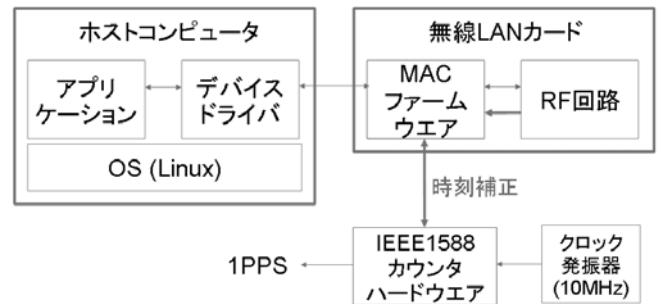 ホストコンピュータ
アプリ
ケーション
デバイス
ドライバ
OS (Linux)
無線LANカード
MAC
ファーム
ウエア
RF回路
時刻補正
1PPS
IEEE1588
カウンタ
ハードウエア
クロック
発振器
(10MHz)